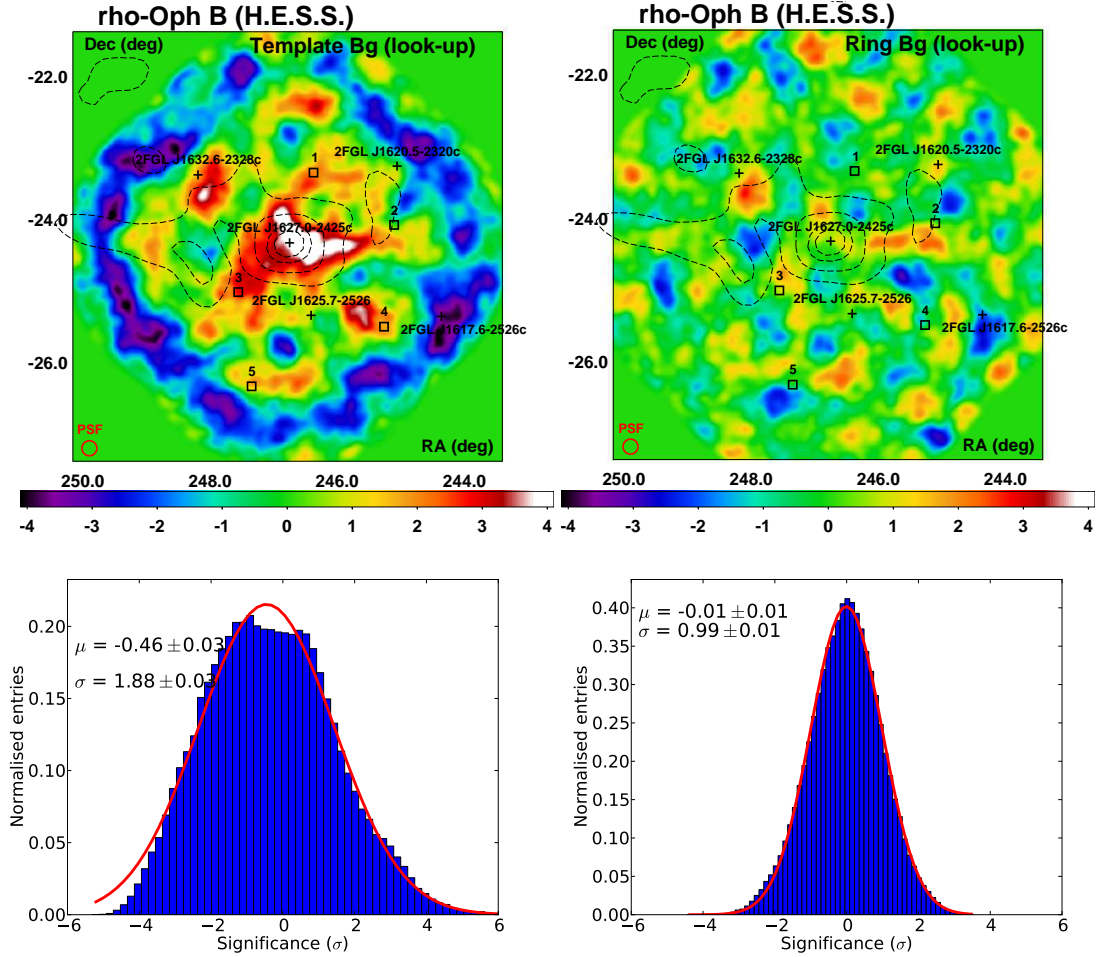 rho-Oph B (H.E.S.S.)
Dec (deg)
Template Bg (look-up)
-22.0
-24.0
-26.0
2FGL J1632.6-2328c
1
2FGL J1620.5-2320c
2
2FGL J1627.0-2425c
3
2FGL J1625.7-2526
4
2FGL J1617.6-2526c
5
PSF
RA (deg)
250.0 248.0 246.0 244.0
-4 -3 -2 -1 0 1 2 3 4
rho-Oph B (H.E.S.S.)
Dec (deg)
Ring Bg (look-up)
-22.0
-24.0
-26.0
2FGL J1632.6-2328c
1
2FGL J1620.5-2320c
2
2FGL J1627.0-2425c
3
2FGL J1625.7-2526
4
2FGL J1617.6-2526c
5
PSF
RA (deg)
250.0 248.0 246.0 244.0
-4 -3 -2 -1 0 1 2 3 4
μ = -0.46 ±0.03
σ = 1.88 ±0.03
Normalised entries
0.20
0.15
0.10
0.05
0.00
−6 −4 −2 0 2 4 6
Significance (σ)
μ = -0.01 ±0.01
σ = 0.99 ±0.01
Normalised entries
0.40
0.35
0.30
0.25
0.20
0.15
0.10
0.05
0.00
−6 −4 −2 0 2 4 6
Significance (σ)